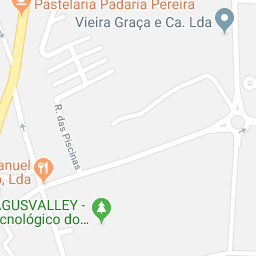 Pastelaria Padaria Pereira
Vieira Graça e Ca. Lda
R. das Piscinas
anuel
o, Lda
AGUSVALLEY -
cnológico do...